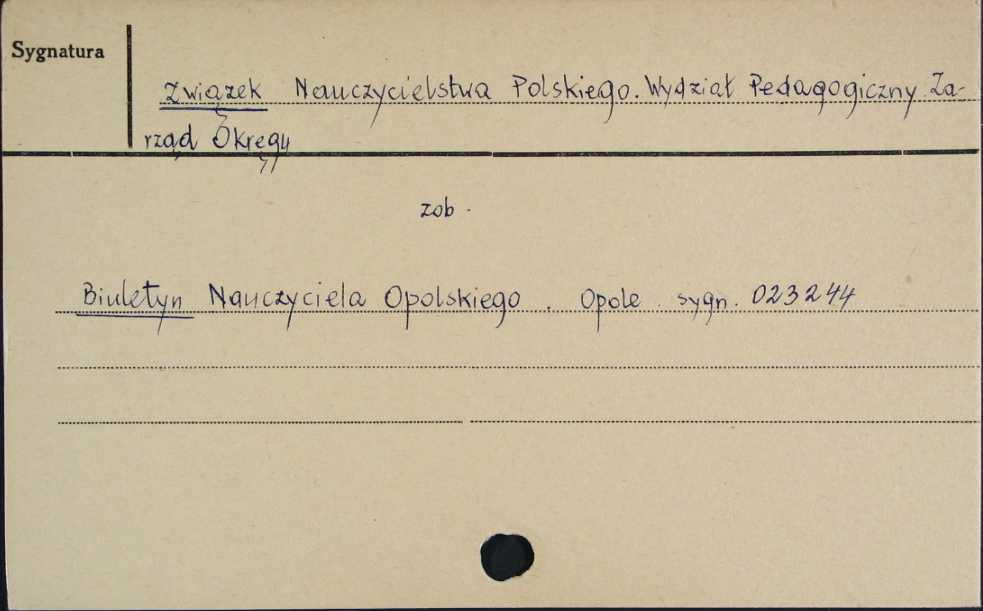 Sygnatura
Związek Nauczycielstwa Polskiego. Wydział Pedagogiczny Za-
rząd Okręgu
zob.
Biuletyn Nauczyciela Opolskiego. Opole sygn. 023244